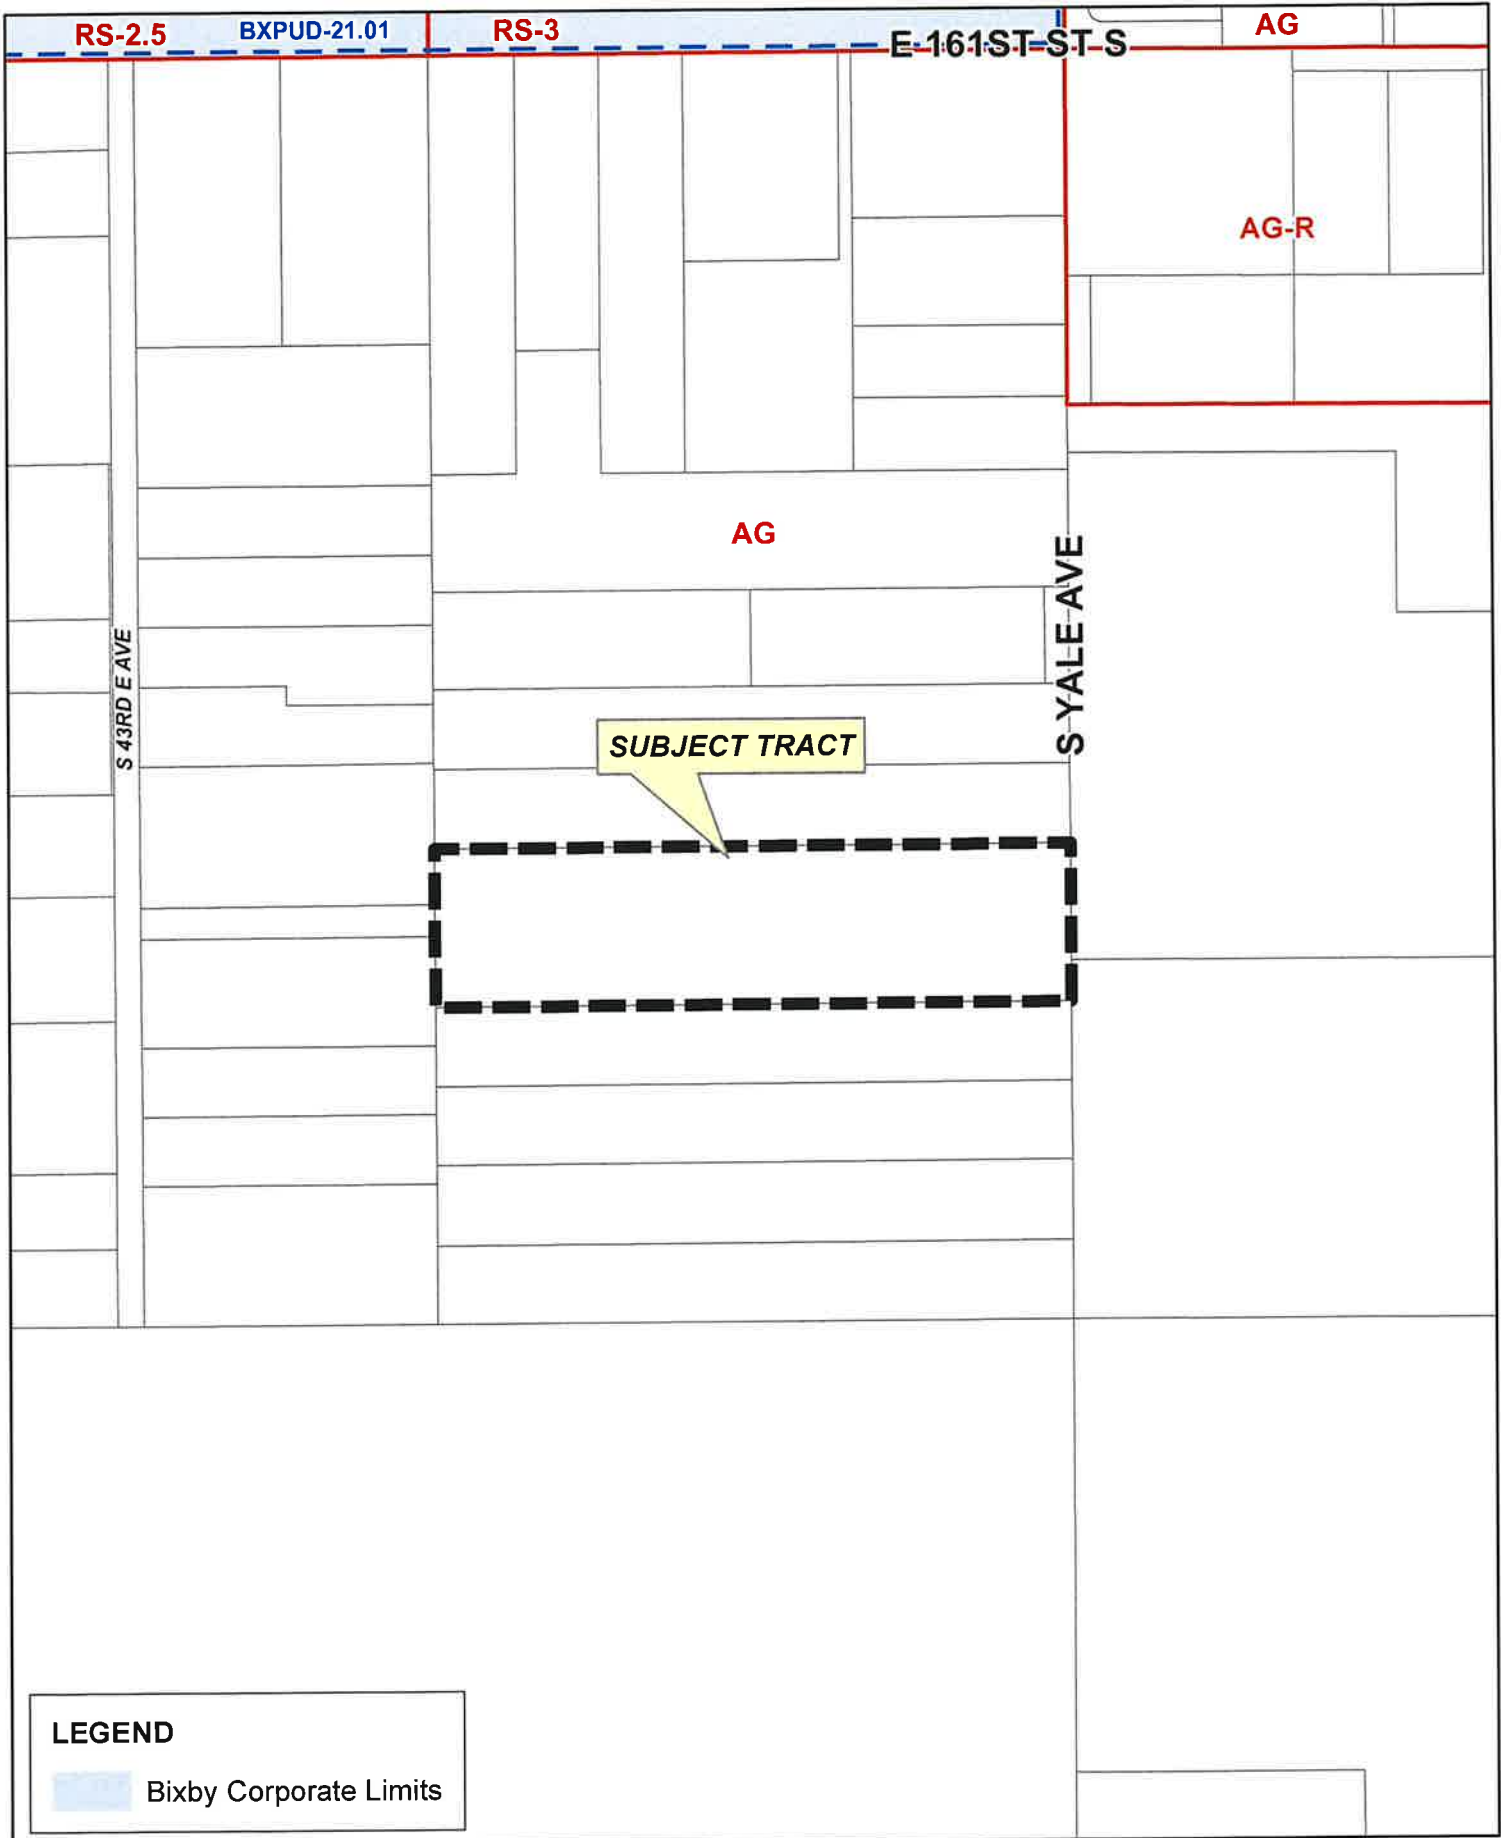 RS-2.5
BXPUD-21.01
RS-3
AG
E 161ST ST S
AG-R
AG
S YALE AVE
S 43RD E AVE
SUBJECT TRACT
LEGEND
Bixby Corporate Limits